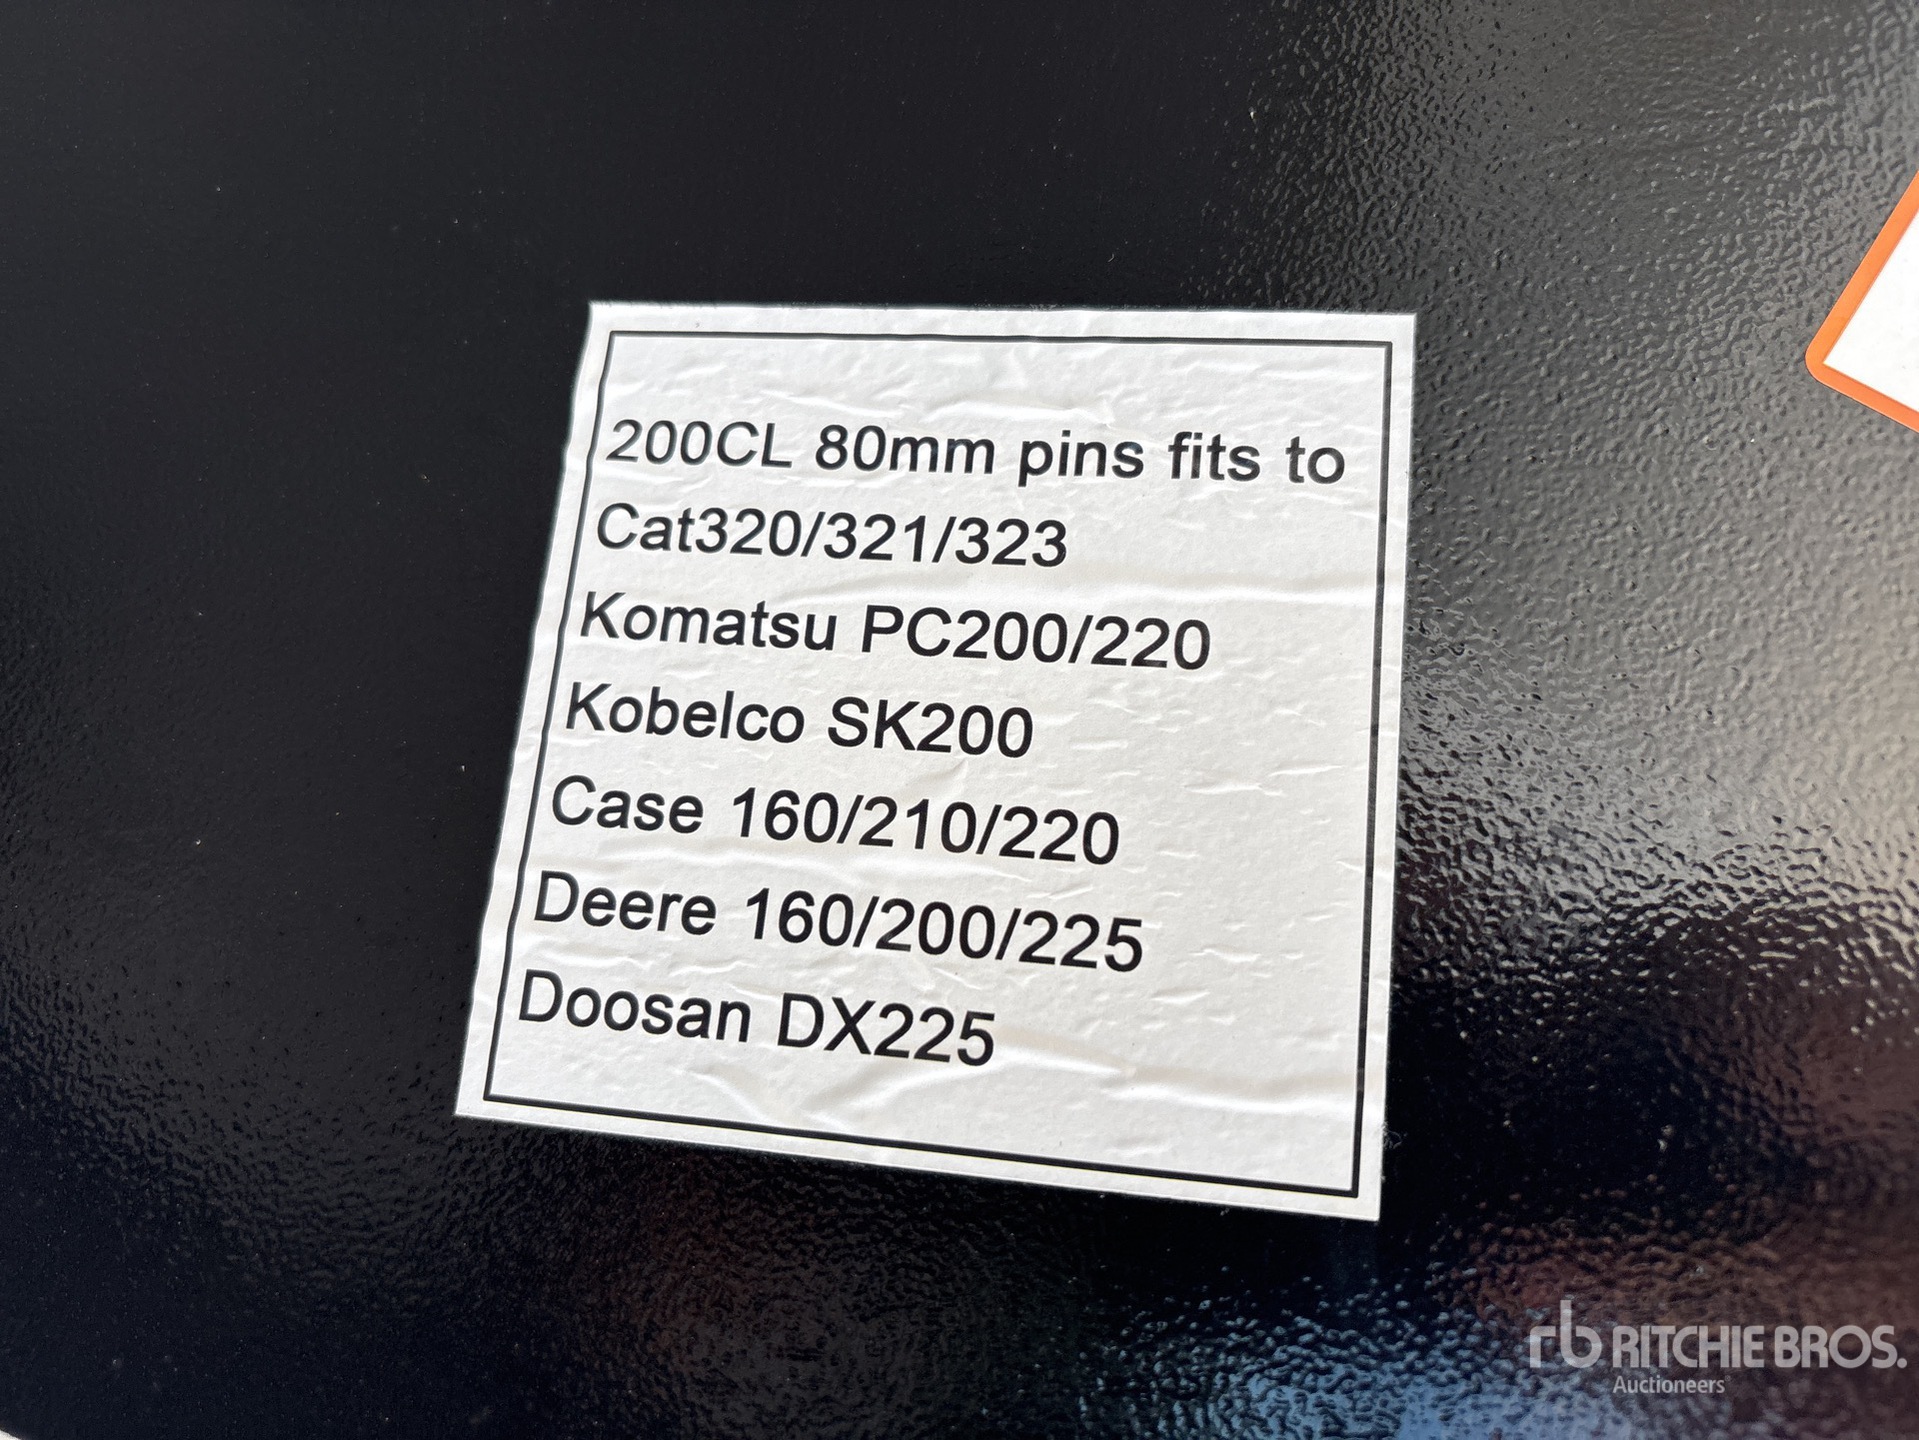 200CL 80mm pins fits to
Cat320/321/323
Komatsu PC200/220
Kobelco SK200
Case 160/210/220
Deere 160/200/225
Doosan DX225
rb RITCHIE BROS.
Auctioneers